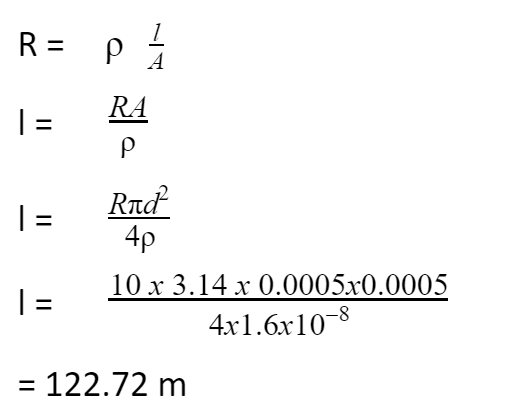 R = ρ l/A
l = RA/ρ
l = Rπd²/4ρ
l = 10 x 3.14 x 0.0005x0.0005/4x1.6x10⁻⁸
= 122.72 m